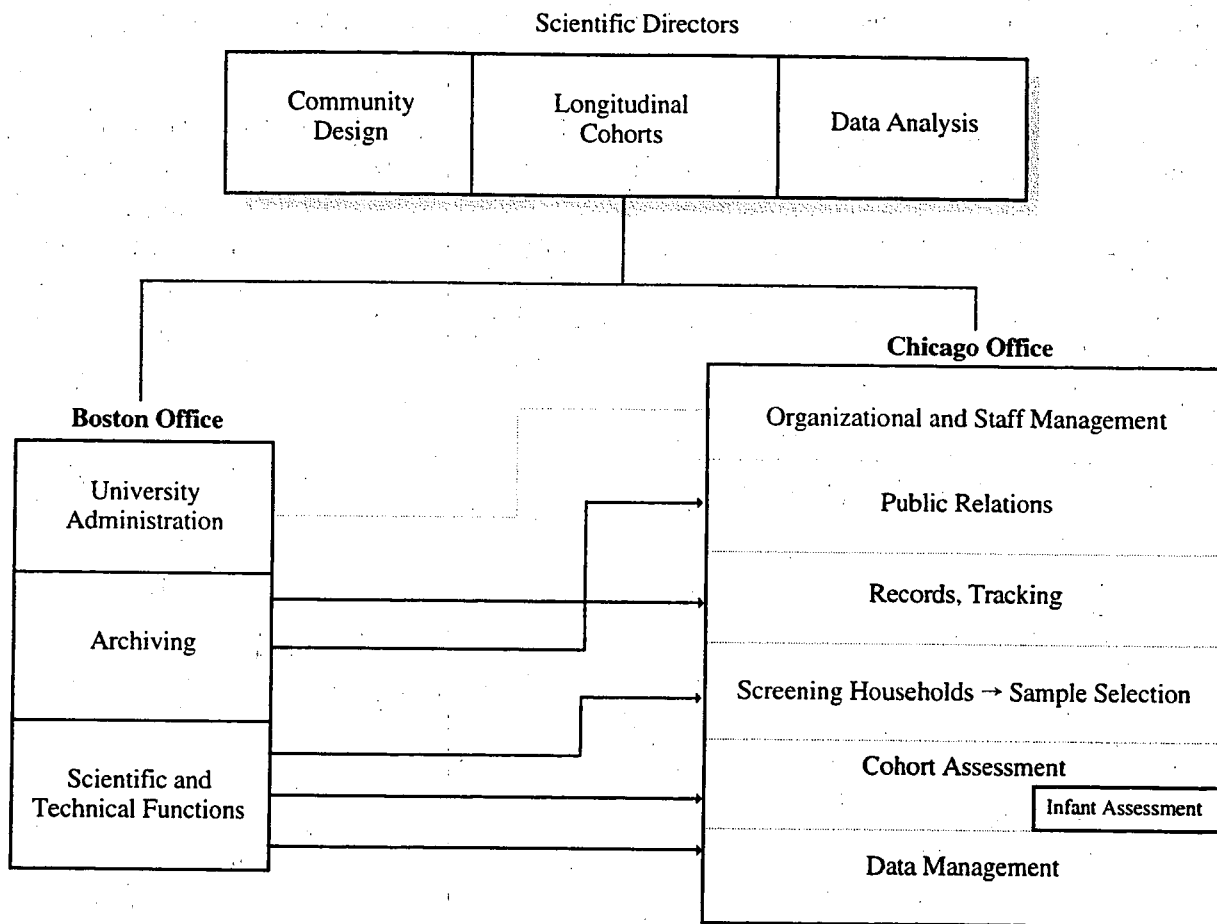 Scientific Directors
Community
Design
Longitudinal
Cohorts
Data Analysis
Boston Office
University
Administration
Archiving
Scientific and
Technical Functions
Chicago Office
Organizational and Staff Management
Public Relations
Records, Tracking
Screening Households → Sample Selection
Cohort Assessment
Infant Assessment
Data Management